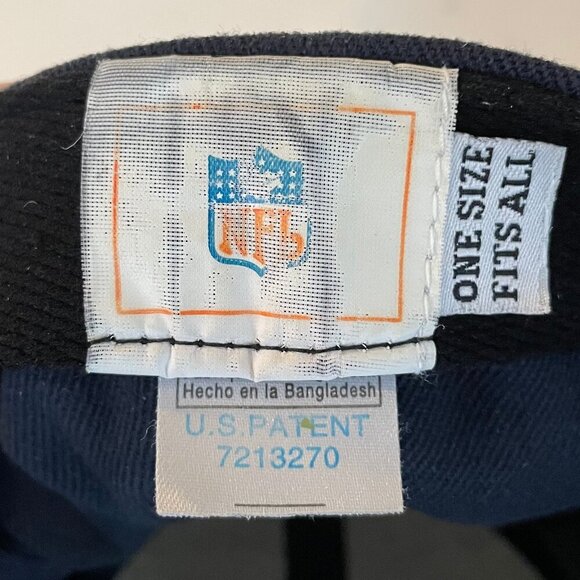 NFL
ONE SIZE
FITS ALL
Hecho en la Bangladesh
U.S.PATENT
7213270